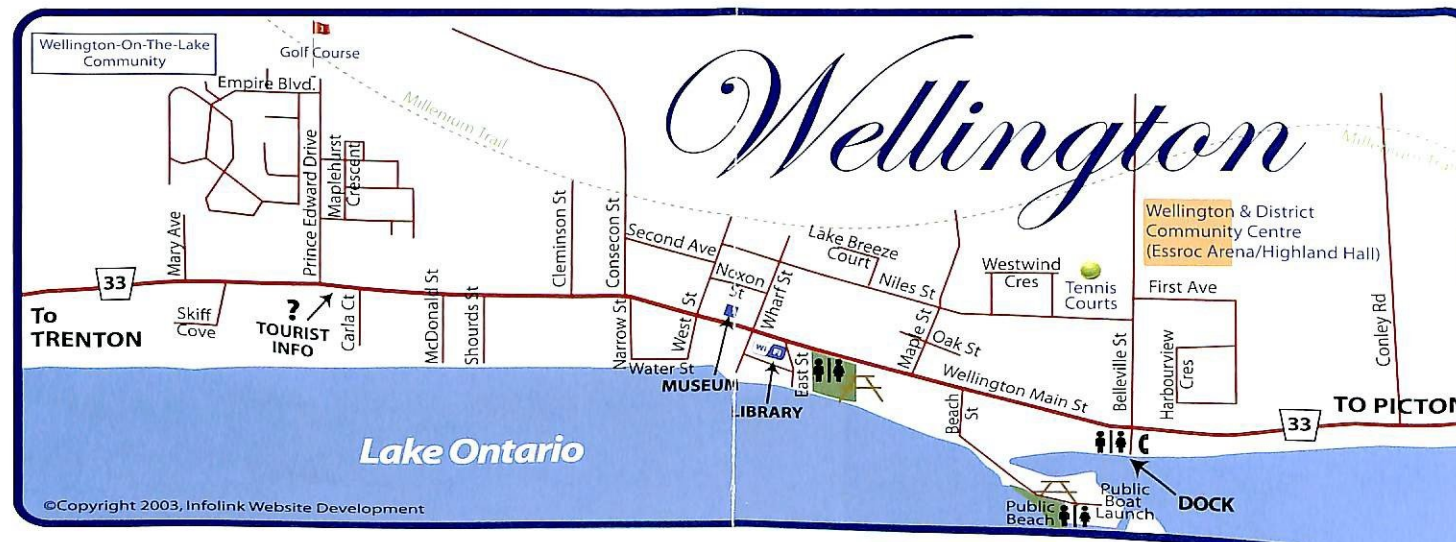 Wellington
Wellington-On-The-Lake
Community
1
Golf Course
Empire Blvd.
Millenium Trail
Prince Edward Drive
Maplehurst
Crescent
Mary Ave
33
To
TRENTON
Skiff
Cove
?
TOURIST
INFO
Carla Ct
McDonald St
Shourds St
Cleminson St
Consecon St
Second Ave
Noxon
St
Narrow St
West St
Water St
MUSEUM
Wharf St
LIBRARY
East St
Lake Breeze
Court
Niles St
Maple St
Oak St
Wellington Main St
Westwind
Cres
Tennis
Courts
Wellington & District
Community Centre
(Essroc Arena/Highland Hall)
Millenium
First Ave
Belleville St
Harbourview
Cres
Conley Rd
TO PICTON
33
Beach
St
DOCK
Public
Boat
Launch
Public
Beach
Lake Ontario
©Copyright 2003, Infolink Website Development